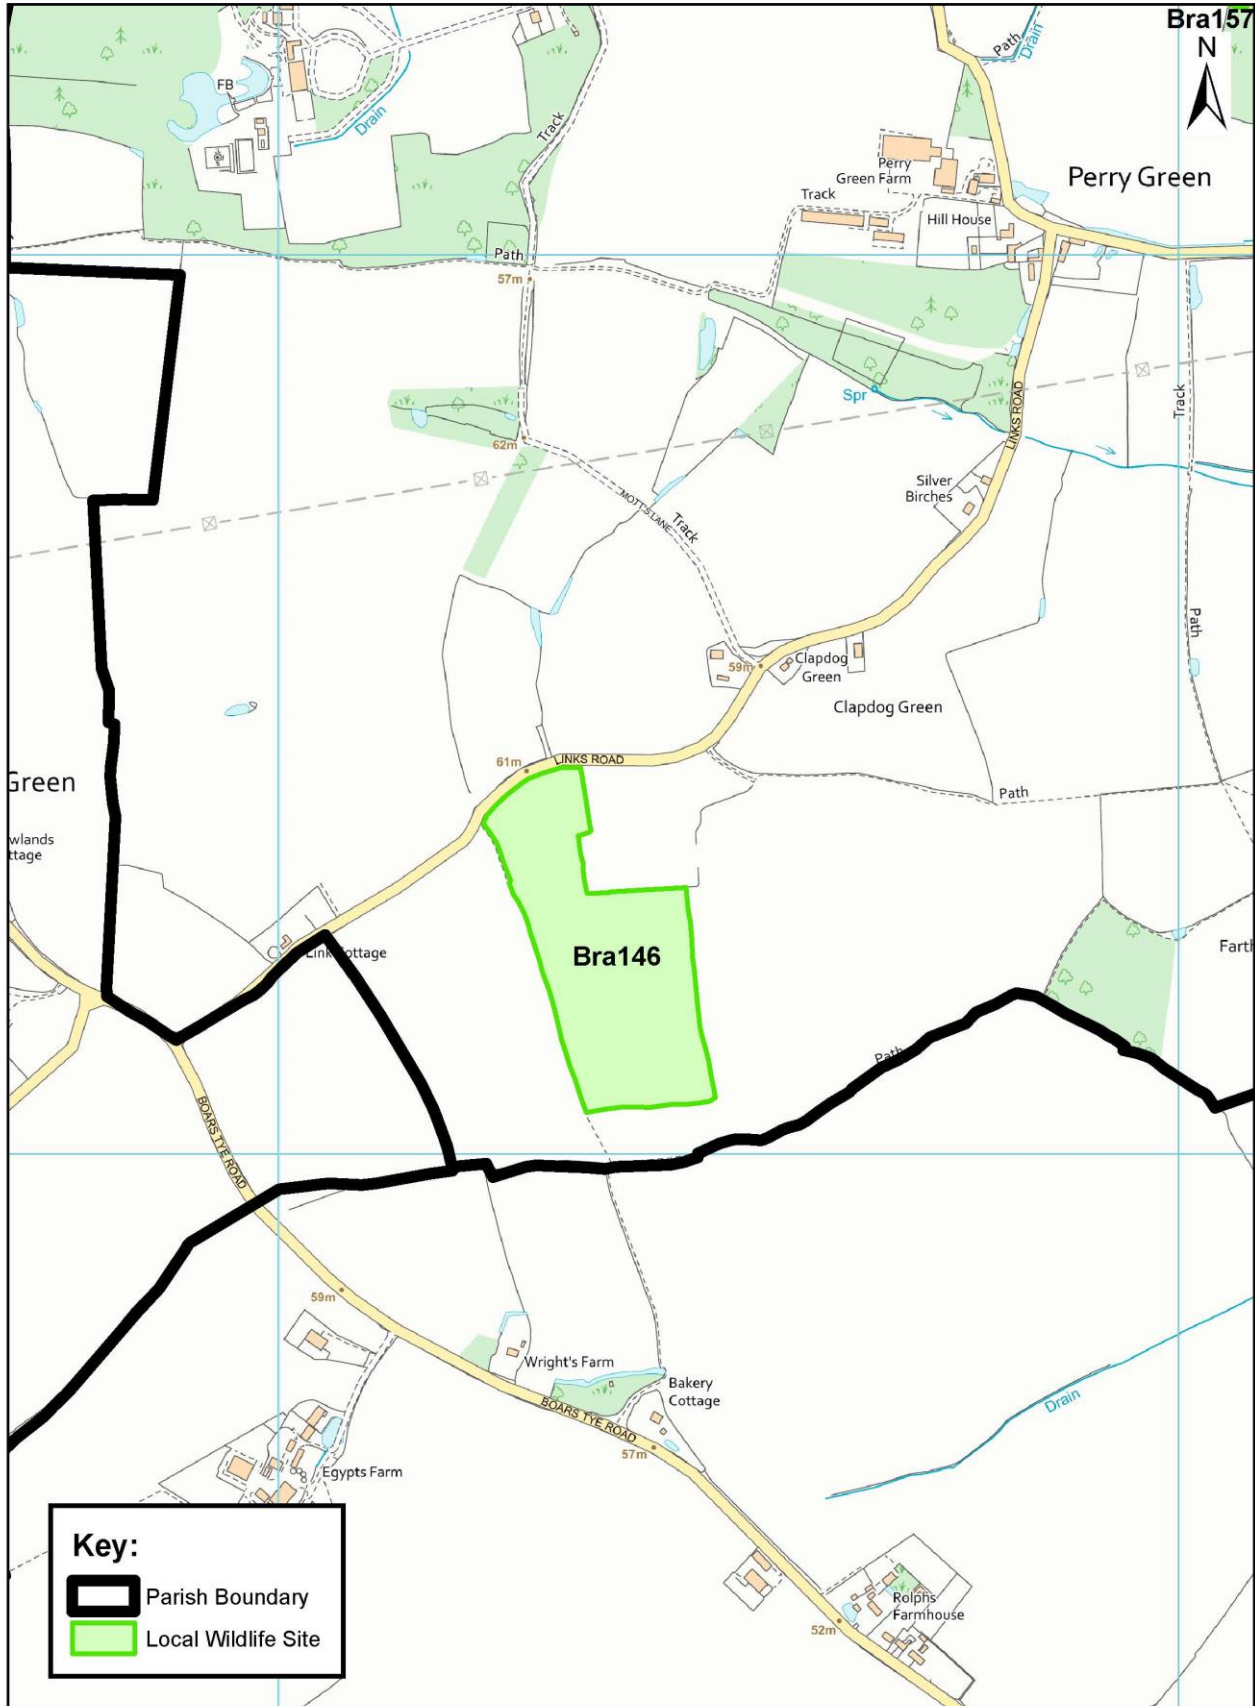 Bra157
N
Path
Drain
FB
Drain
Track
Perry
Green Farm
Perry Green
Track
Hill House
Path
57m
Spr
LINKS ROAD
Track
62m
MOTT'S LANE
Track
Silver
Birches
Path
59m
Clapdog
Green
Clapdog Green
61m
LINKS ROAD
Green
Path
wlands
ttage
Bra146
Link Cottage
Farth
Path
BOARS TYE ROAD
59m
Wright's Farm
Bakery
Cottage
BOARS TYE ROAD
57m
Drain
Egypts Farm
Key:
Parish Boundary
Local Wildlife Site
Rolphs
Farmhouse
52m